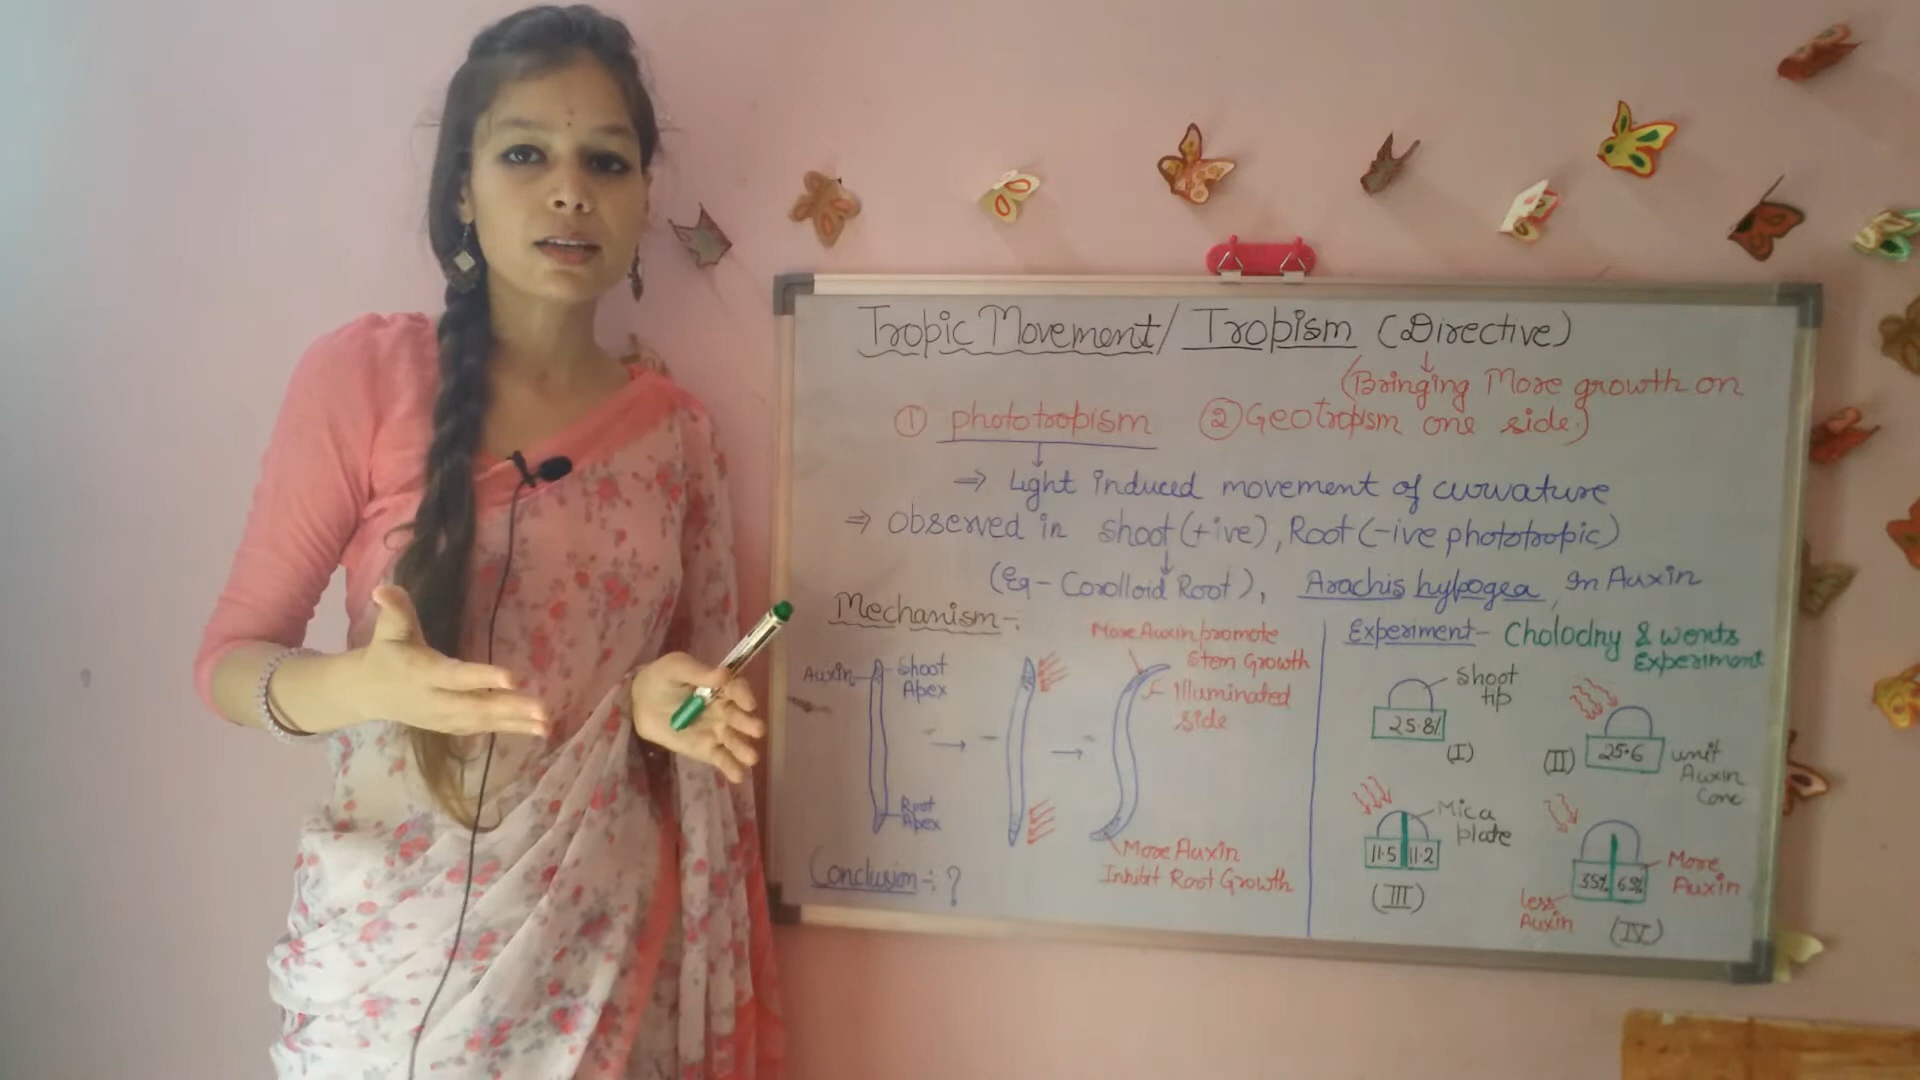 Tropic Movement/ Tropism (Directive)
(Bringing More growth on
one side)
① phototropism ② Geotropism
⇒ Light induced movement of curvature
⇒ Observed in shoot (+ive), Root (-ive phototropic)
(Eg - Corolloid Root), Arachis hypogea, In Auxin
Mechanism -:
Auxin
Shoot
Apex
Root
Apex
More Auxin promote
Stem Growth
Illuminated
side
More Auxin
Inhibit Root Growth
Conclusion -: ?
Experiment - Cholodny & wents
Experiment
Shoot
tip
25.8%
(I)
(II)
25.6
unit
Auxin
Conc
Mica
plate
11.5 11.2
(III)
35% 65%
More
Auxin
less
Auxin
(IV)